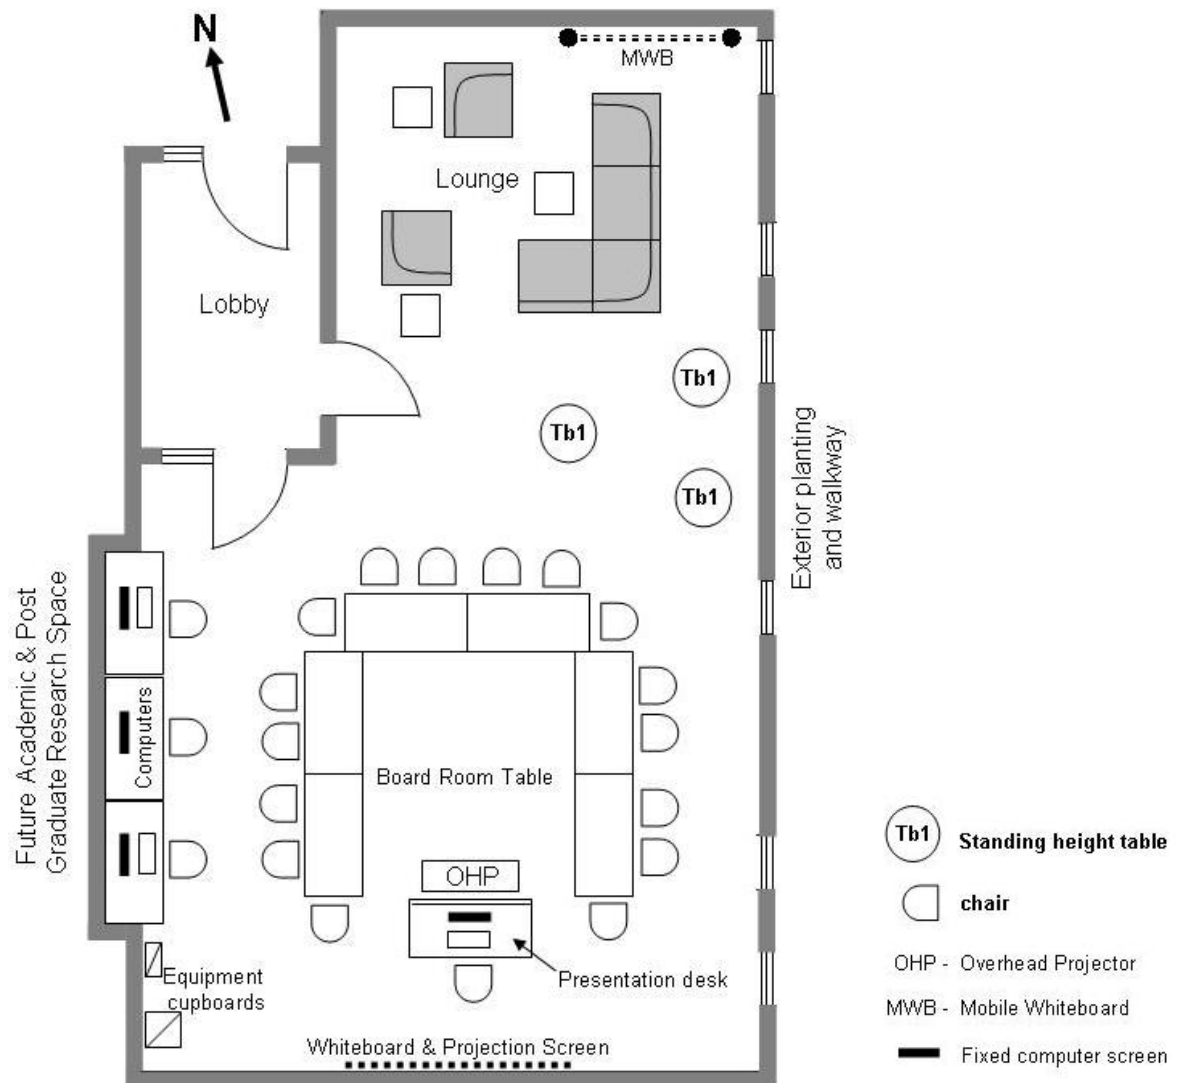 N
MWB
Lounge
Lobby
Tb1
Tb1
Tb1
Exterior planting
and walkway
Future Academic & Post
Graduate Research Space
Computers
Board Room Table
OHP
Presentation desk
Equipment
cupboards
Whiteboard & Projection Screen
Tb1 Standing height table
chair
OHP - Overhead Projector
MWB - Mobile Whiteboard
Fixed computer screen